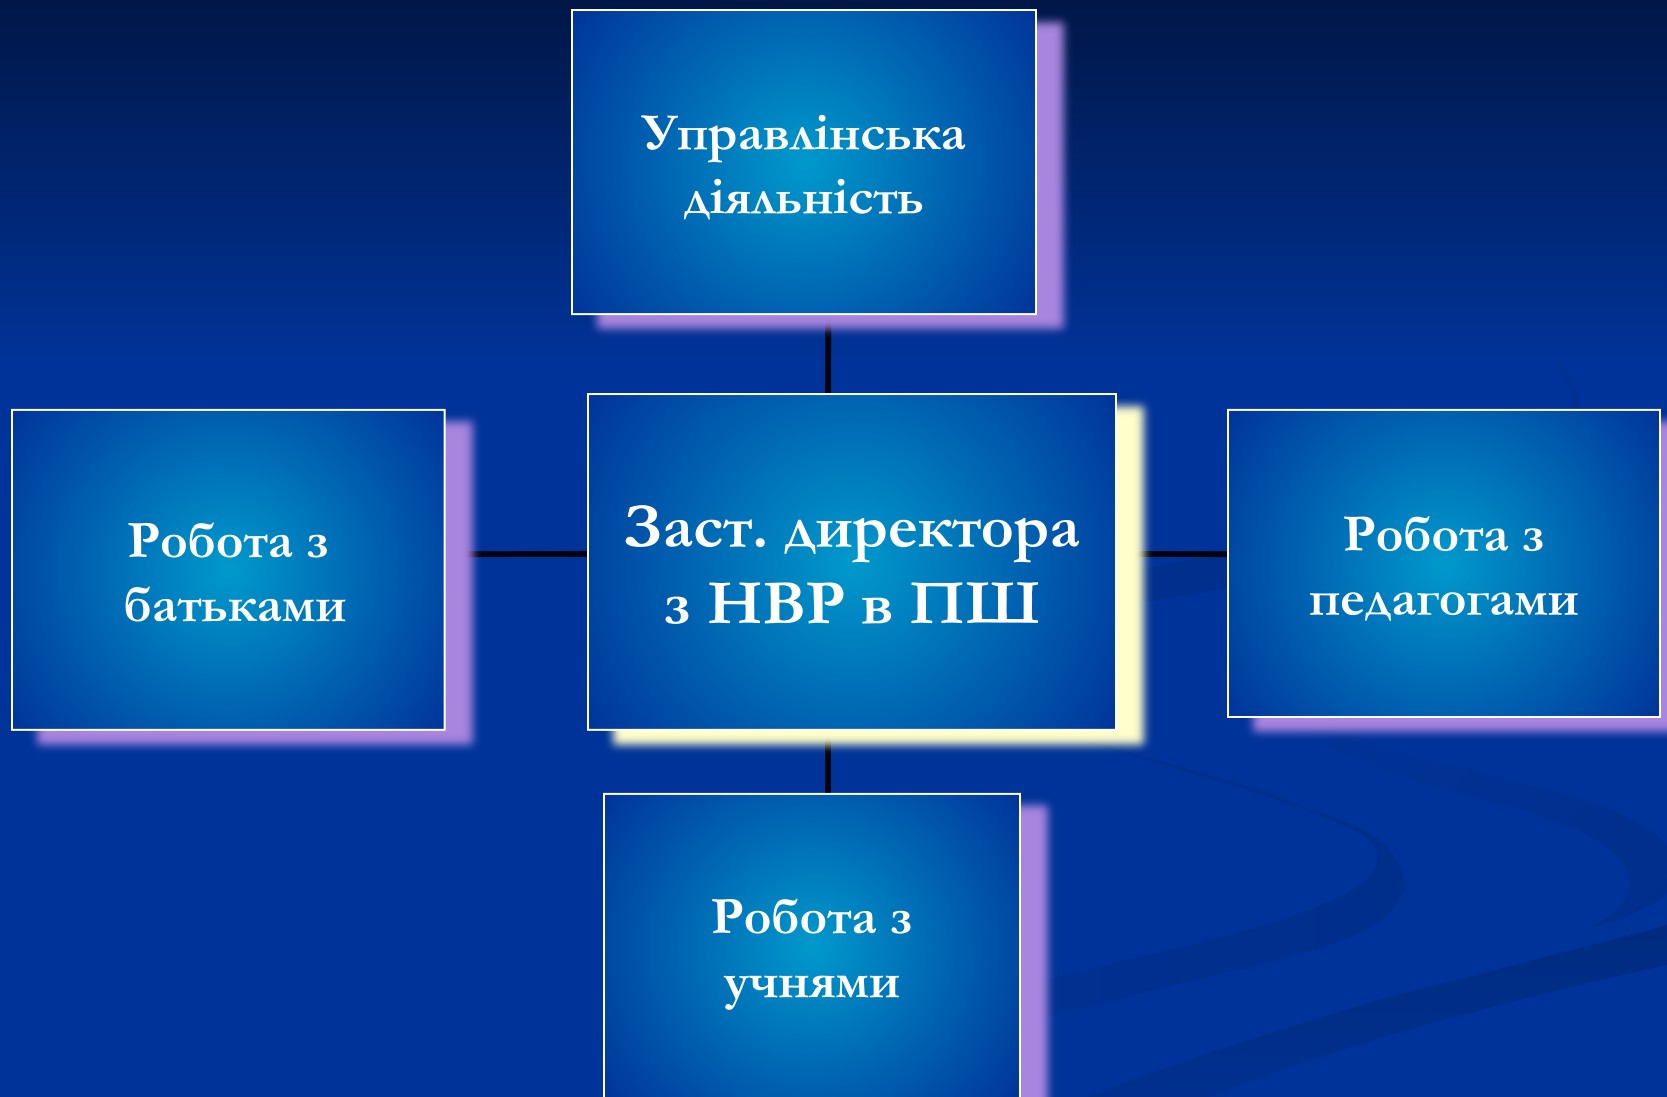 Управлінська
діяльність
Робота з
батьками
Заст. директора
з НВР в ПШ
Робота з
педагогами
Робота з
учнями